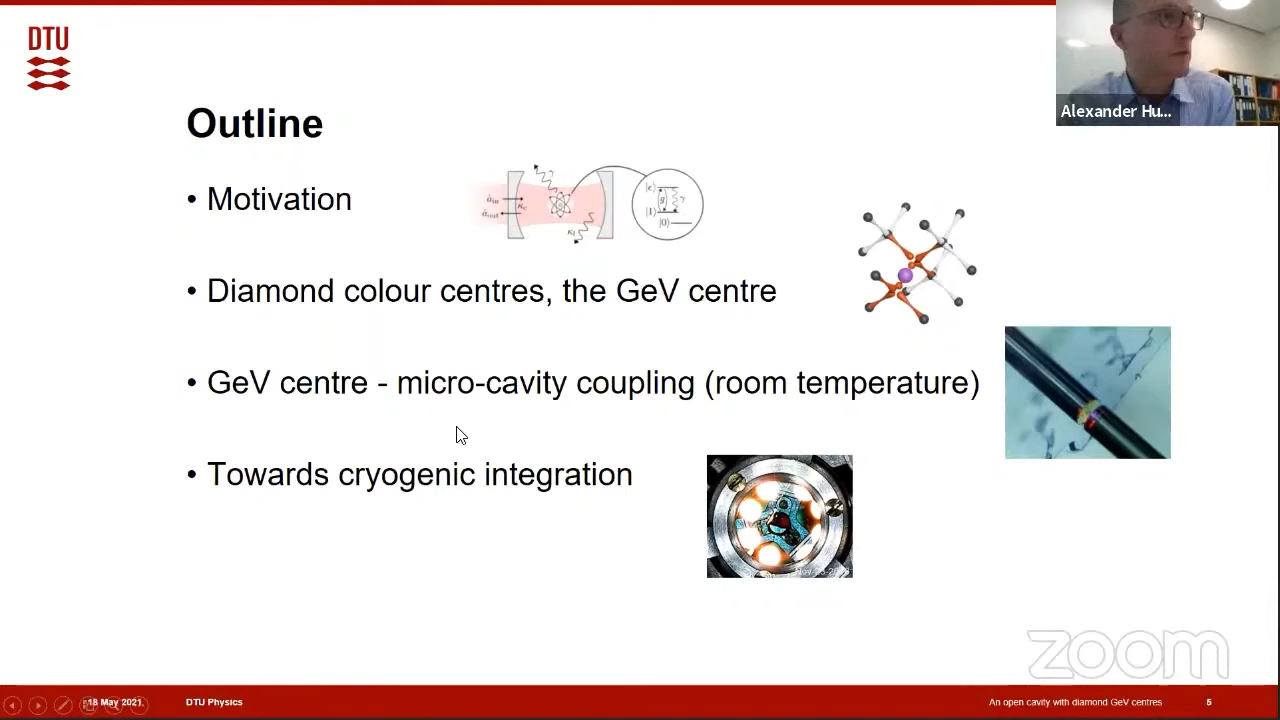 DTU
Alexander Hu...
Outline
• Motivation
• Diamond colour centres, the GeV centre
• GeV centre - micro-cavity coupling (room temperature)
• Towards cryogenic integration
zoom
18 May 2021
DTU Physics
An open cavity with diamond GeV centres
5